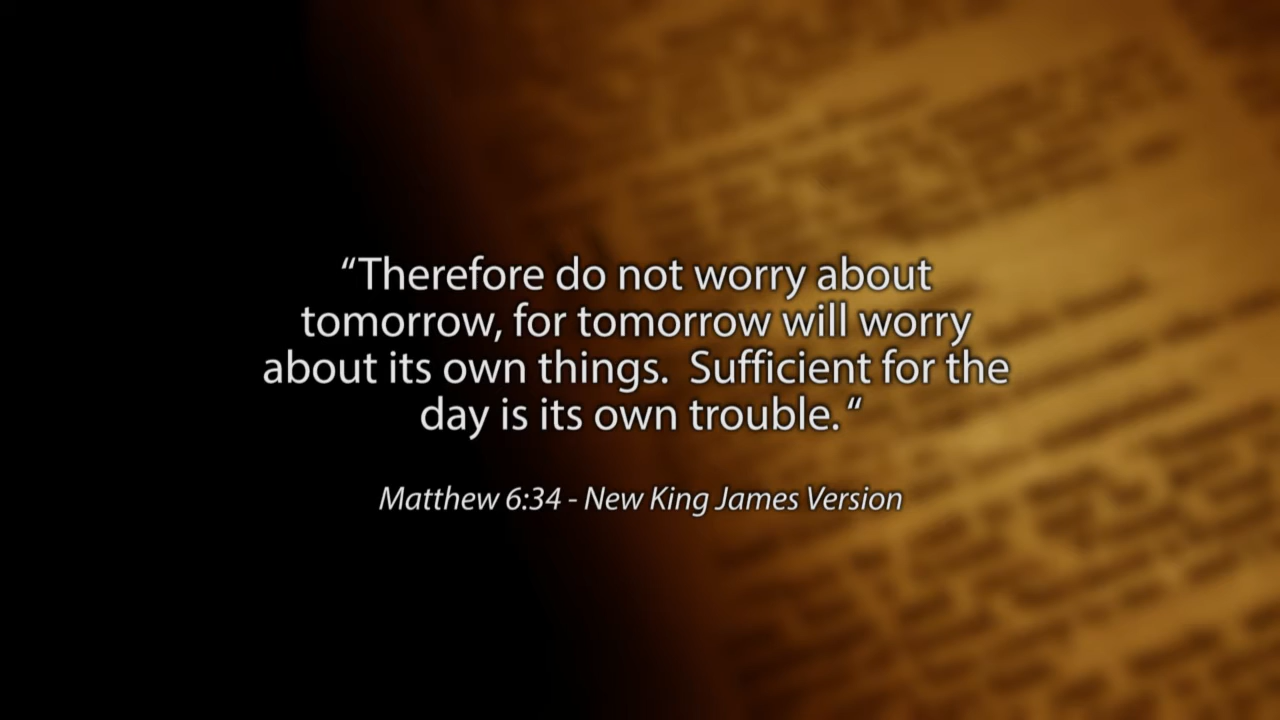 “Therefore do not worry about
tomorrow, for tomorrow will worry
about its own things.  Sufficient for the
day is its own trouble. “
Matthew 6:34 - New King James Version